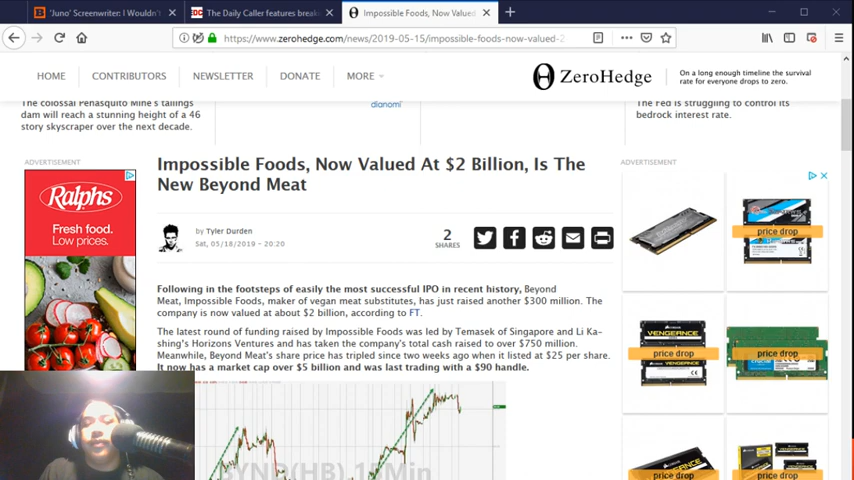 'Juno' Screenwriter: I Wouldn't
The Daily Caller features break
Impossible Foods, Now Valued
https://www.zerohedge.com/news/2019-05-15/impossible-foods-now-valued-2
HOME
CONTRIBUTORS
NEWSLETTER
DONATE
MORE
ZeroHedge
On a long enough timeline the survival
rate for everyone drops to zero.
The colossal Peñasquito Mine's tailings
dam will reach a stunning height of a 46
story skyscraper over the next decade.
dianomi
The Fed is struggling to control its
bedrock interest rate.
ADVERTISEMENT
Ralphs
Fresh food.
Low prices.
Impossible Foods, Now Valued At $2 Billion, Is The
New Beyond Meat
by Tyler Durden
Sat, 05/18/2019 - 20:20
2
SHARES
Following in the footsteps of easily the most successful IPO in recent history, Beyond
Meat, Impossible Foods, maker of vegan meat substitutes, has just raised another $300 million. The
company is now valued at about $2 billion, according to FT.
The latest round of funding raised by Impossible Foods was led by Temasek of Singapore and Li Ka-
shing's Horizons Ventures and has taken the company's total cash raised to over $750 million.
Meanwhile, Beyond Meat's share price has tripled since two weeks ago when it listed at $25 per share.
It now has a market cap over $5 billion and was last trading with a $90 handle.
ADVERTISEMENT
price drop
VENGEANCE
price drop
price drop
price drop
price drop